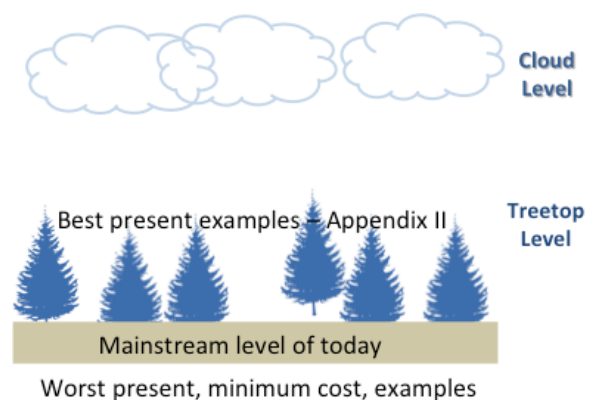 Cloud
Level
Best present examples – Appendix II
Treetop
Level
Mainstream level of today
Worst present, minimum cost, examples